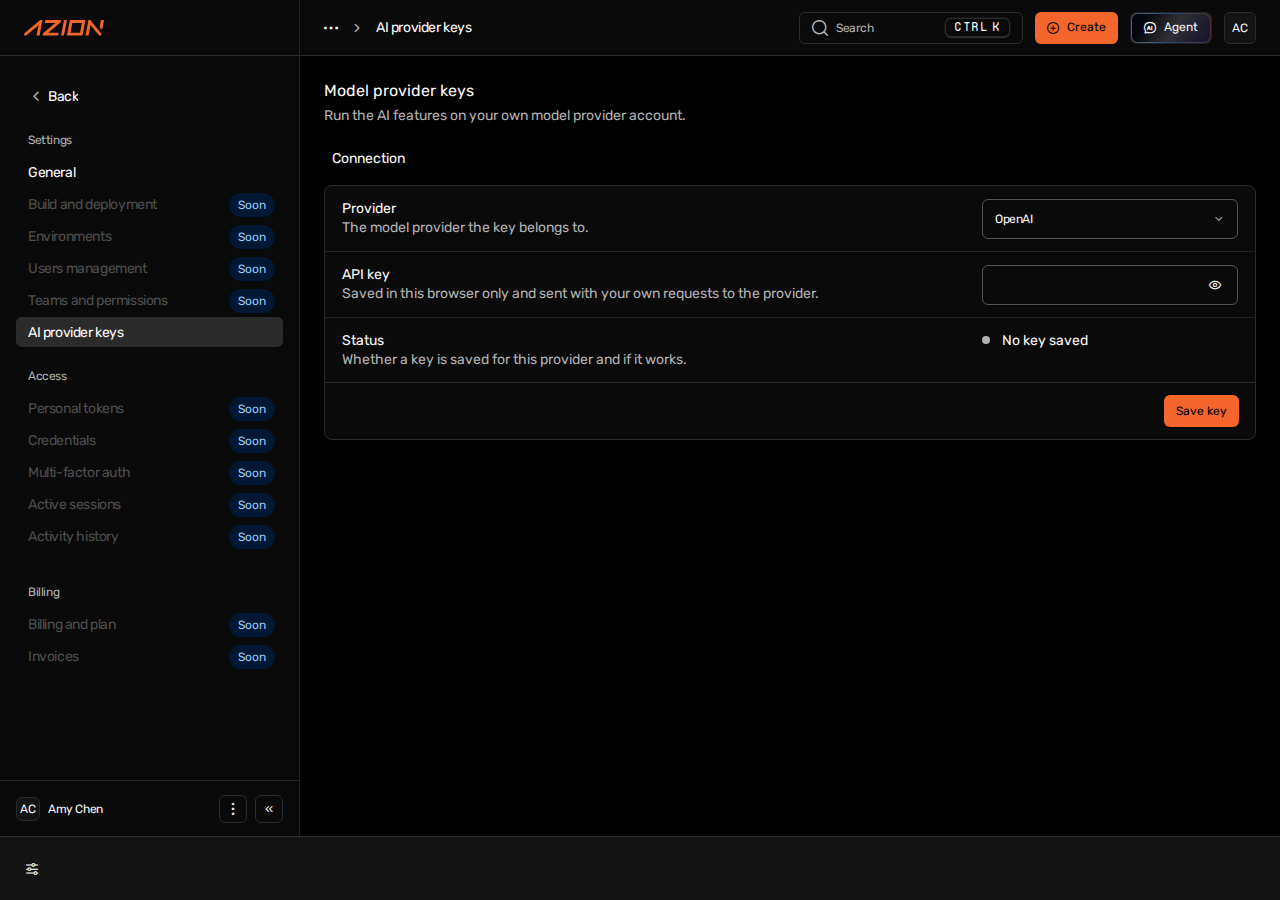 AZION
AI provider keys
Search
CTRL K
Create
Agent
AC
Back
Settings
General
Build and deployment Soon
Environments Soon
Users management Soon
Teams and permissions Soon
AI provider keys
Access
Personal tokens Soon
Credentials Soon
Multi-factor auth Soon
Active sessions Soon
Activity history Soon
Billing
Billing and plan Soon
Invoices Soon
AC Amy Chen
Model provider keys
Run the AI features on your own model provider account.
Connection
Provider
The model provider the key belongs to.
OpenAI
API key
Saved in this browser only and sent with your own requests to the provider.
Status
Whether a key is saved for this provider and if it works.
No key saved
Save key